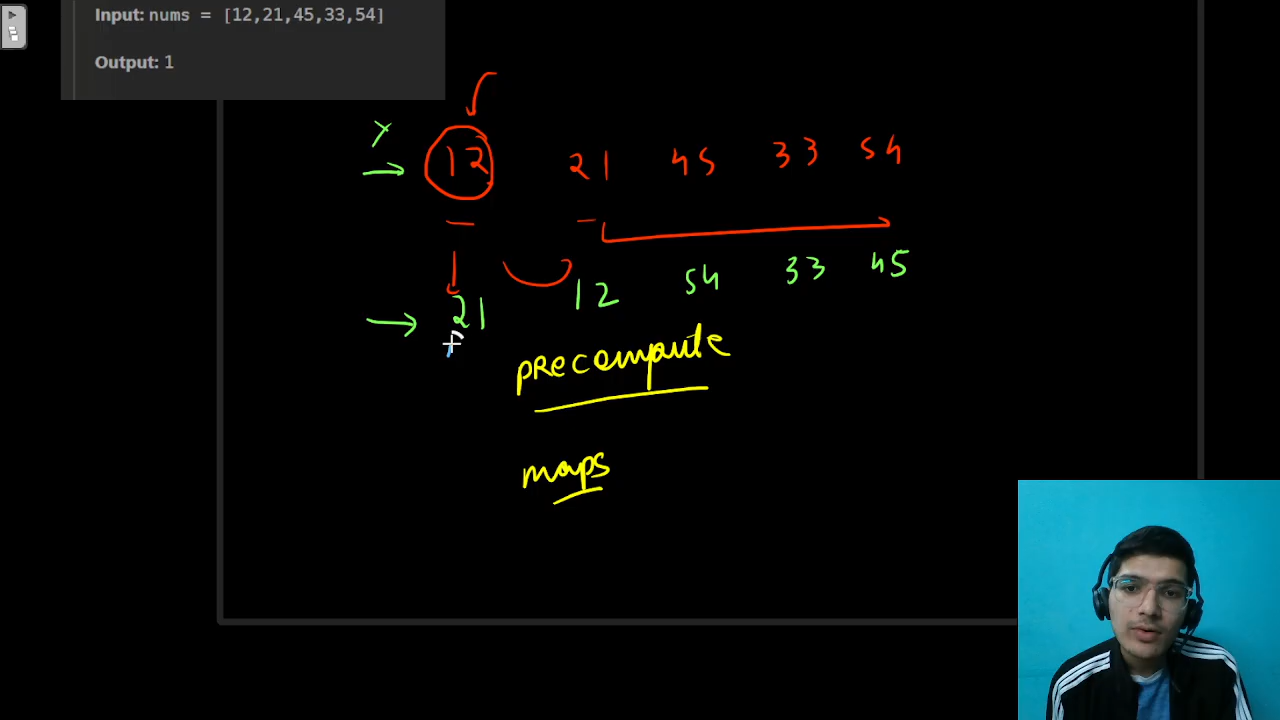 Input: nums = [12,21,45,33,54]
Output: 1
12 21 45 33 54
21 12 54 33 45
precompute
maps